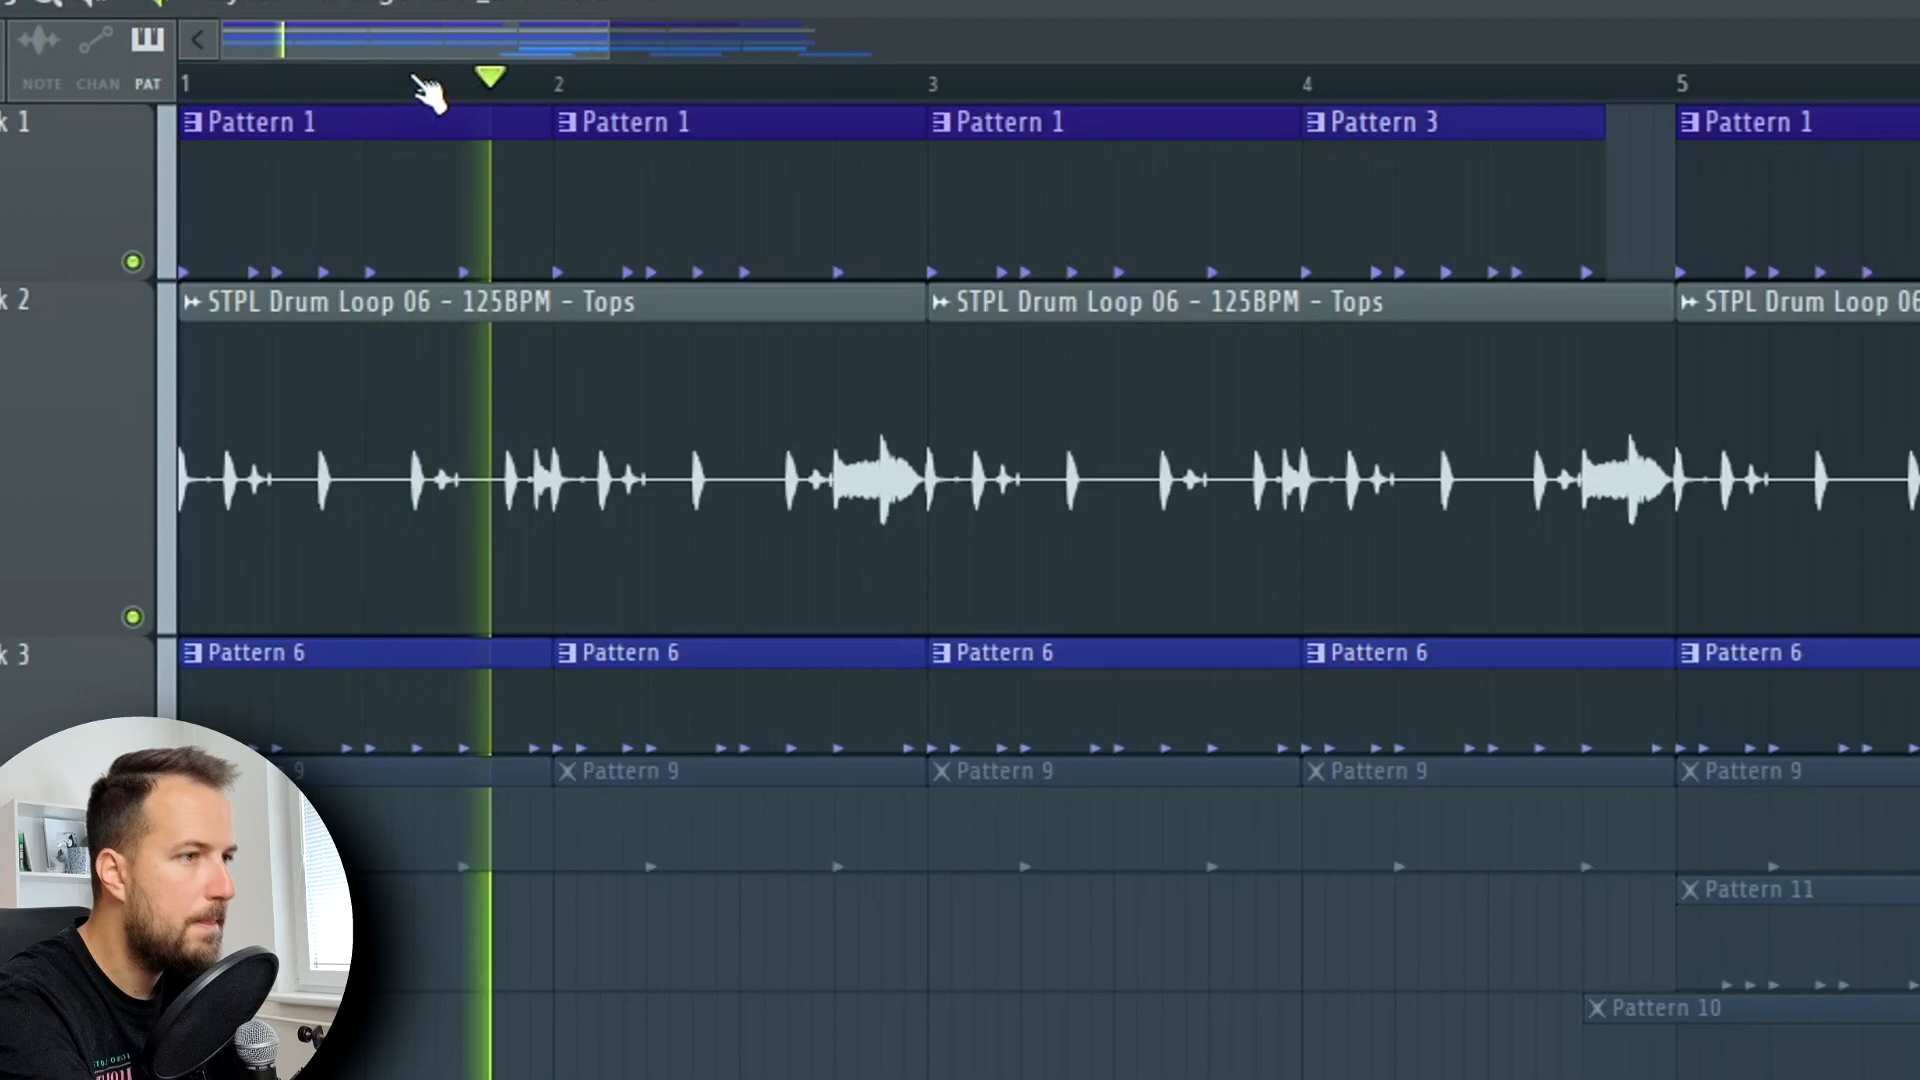 NOTE CHAN PAT
1 2 3 4 5
k 1
Pattern 1 Pattern 1 Pattern 1 Pattern 3 Pattern 1
k 2
STPL Drum Loop 06 - 125BPM - Tops STPL Drum Loop 06 - 125BPM - Tops STPL Drum Loop 06
k 3
Pattern 6 Pattern 6 Pattern 6 Pattern 6 Pattern 6
9 Pattern 9 Pattern 9 Pattern 9 Pattern 9
Pattern 11
Pattern 10